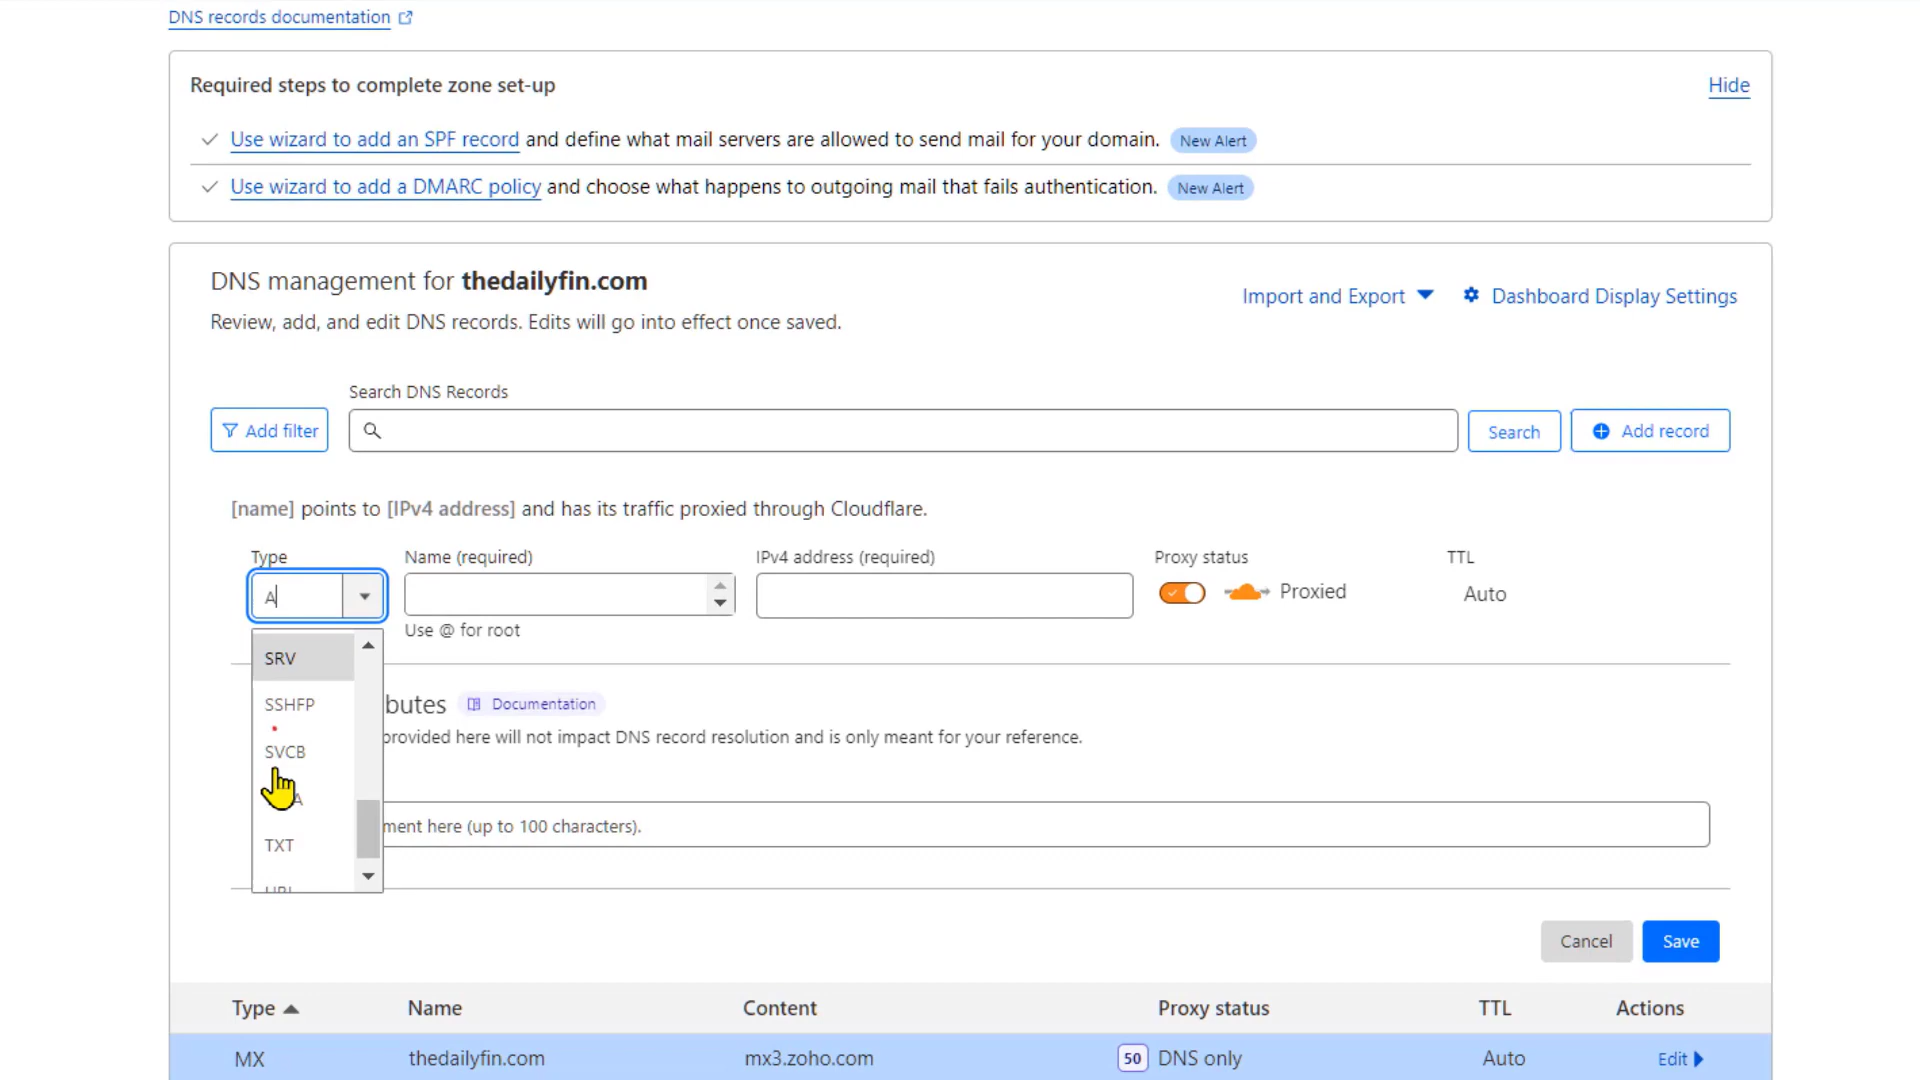 DNS records documentation
Required steps to complete zone set-up
Hide
Use wizard to add an SPF record and define what mail servers are allowed to send mail for your domain. New Alert
Use wizard to add a DMARC policy and choose what happens to outgoing mail that fails authentication. New Alert
DNS management for thedailyfin.com
Import and Export
Dashboard Display Settings
Review, add, and edit DNS records. Edits will go into effect once saved.
Search DNS Records
Add filter
Search
Add record
[name] points to [IPv4 address] and has its traffic proxied through Cloudflare.
Type Name (required) IPv4 address (required) Proxy status TTL
A Proxied Auto
Use @ for root
SRV
SSHFP
butes Documentation
provided here will not impact DNS record resolution and is only meant for your reference.
SVCB
A
ment here (up to 100 characters).
TXT
Cancel Save
Type Name Content Proxy status TTL Actions
MX thedailyfin.com mx3.zoho.com 50 DNS only Auto Edit